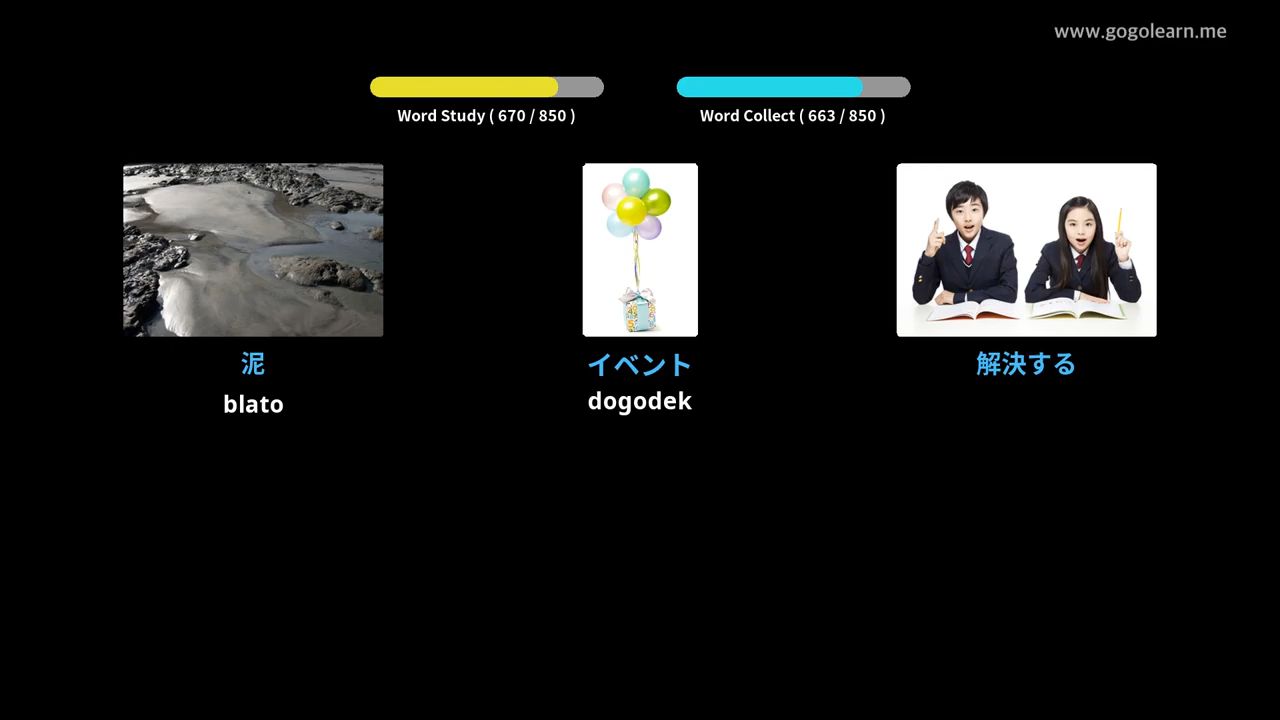 www.gogolearn.me
Word Study ( 670 / 850 )
Word Collect ( 663 / 850 )
泥
イベント
解決する
blato
dogodek